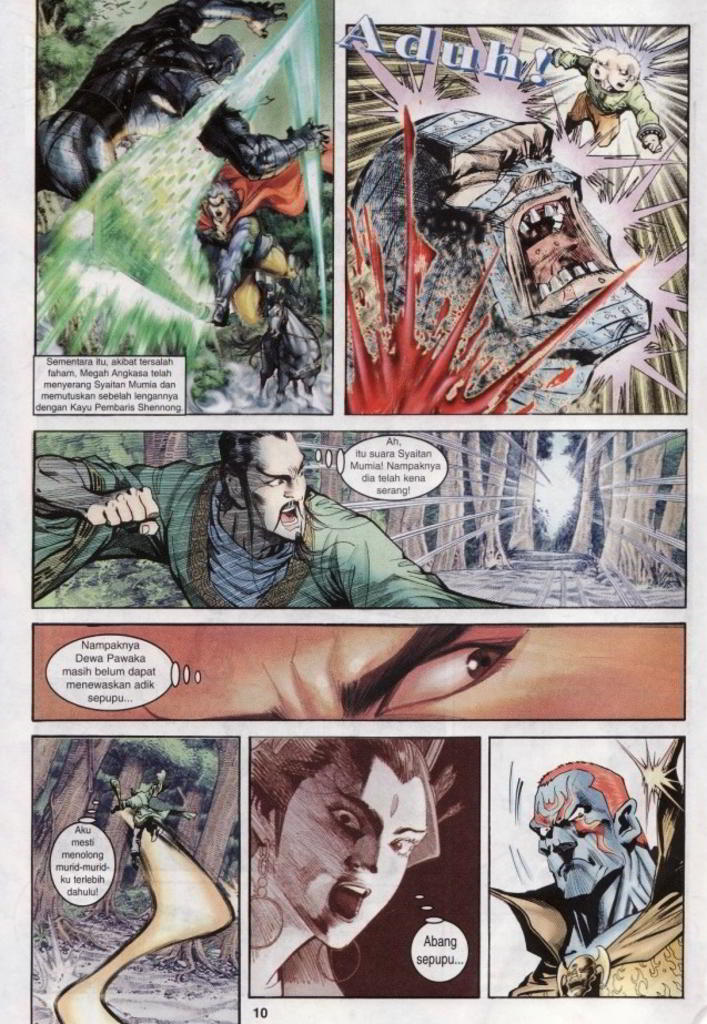 Aduh!
Sementara itu, akibat tersalah
faham, Megah Angkasa telah
menyerang Syaitan Mumia dan
memutuskan sebelah lengannya
dengan Kayu Pembaris Shennong.
Ah,
itu suara Syaitan
Mumia! Nampaknya
dia telah kena
serang!
Nampaknya
Dewa Pawaka
masih belum dapat
menewaskan adik
sepupu...
Aku
mesti
menolong
murid-murid-
ku terlebih
dahulu!
Abang
sepupu...
10